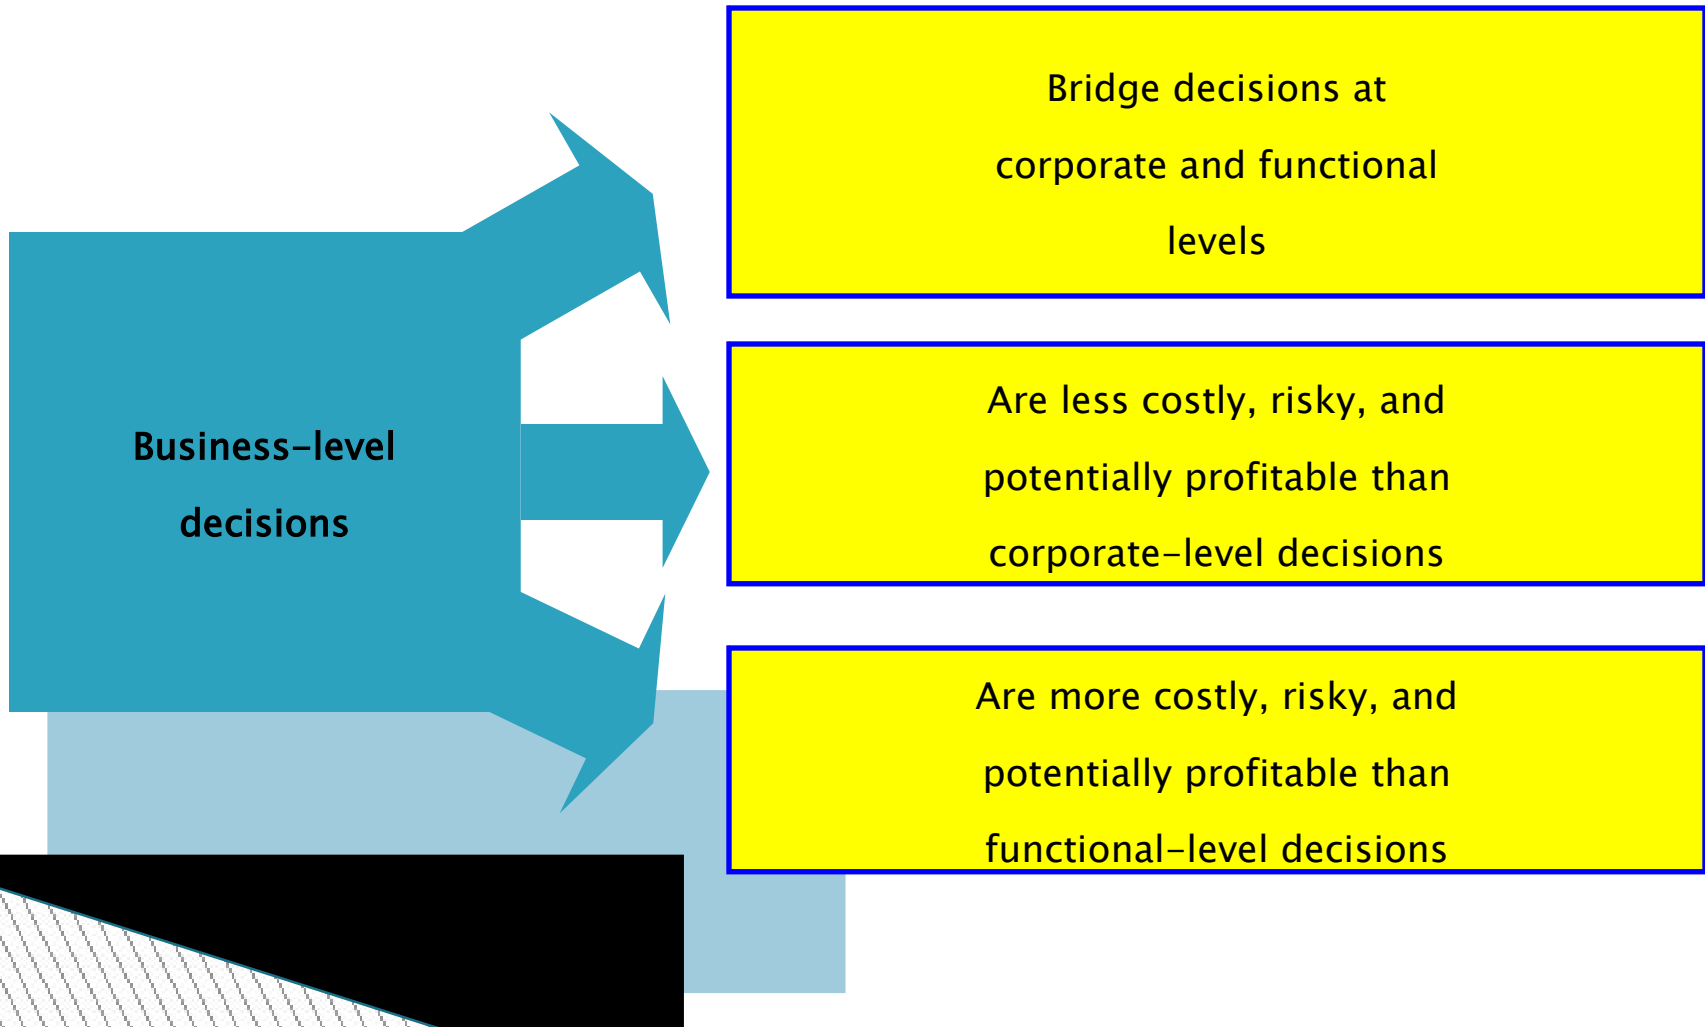 Business–level
decisions
Bridge decisions at
corporate and functional
levels
Are less costly, risky, and
potentially profitable than
corporate–level decisions
Are more costly, risky, and
potentially profitable than
functional–level decisions